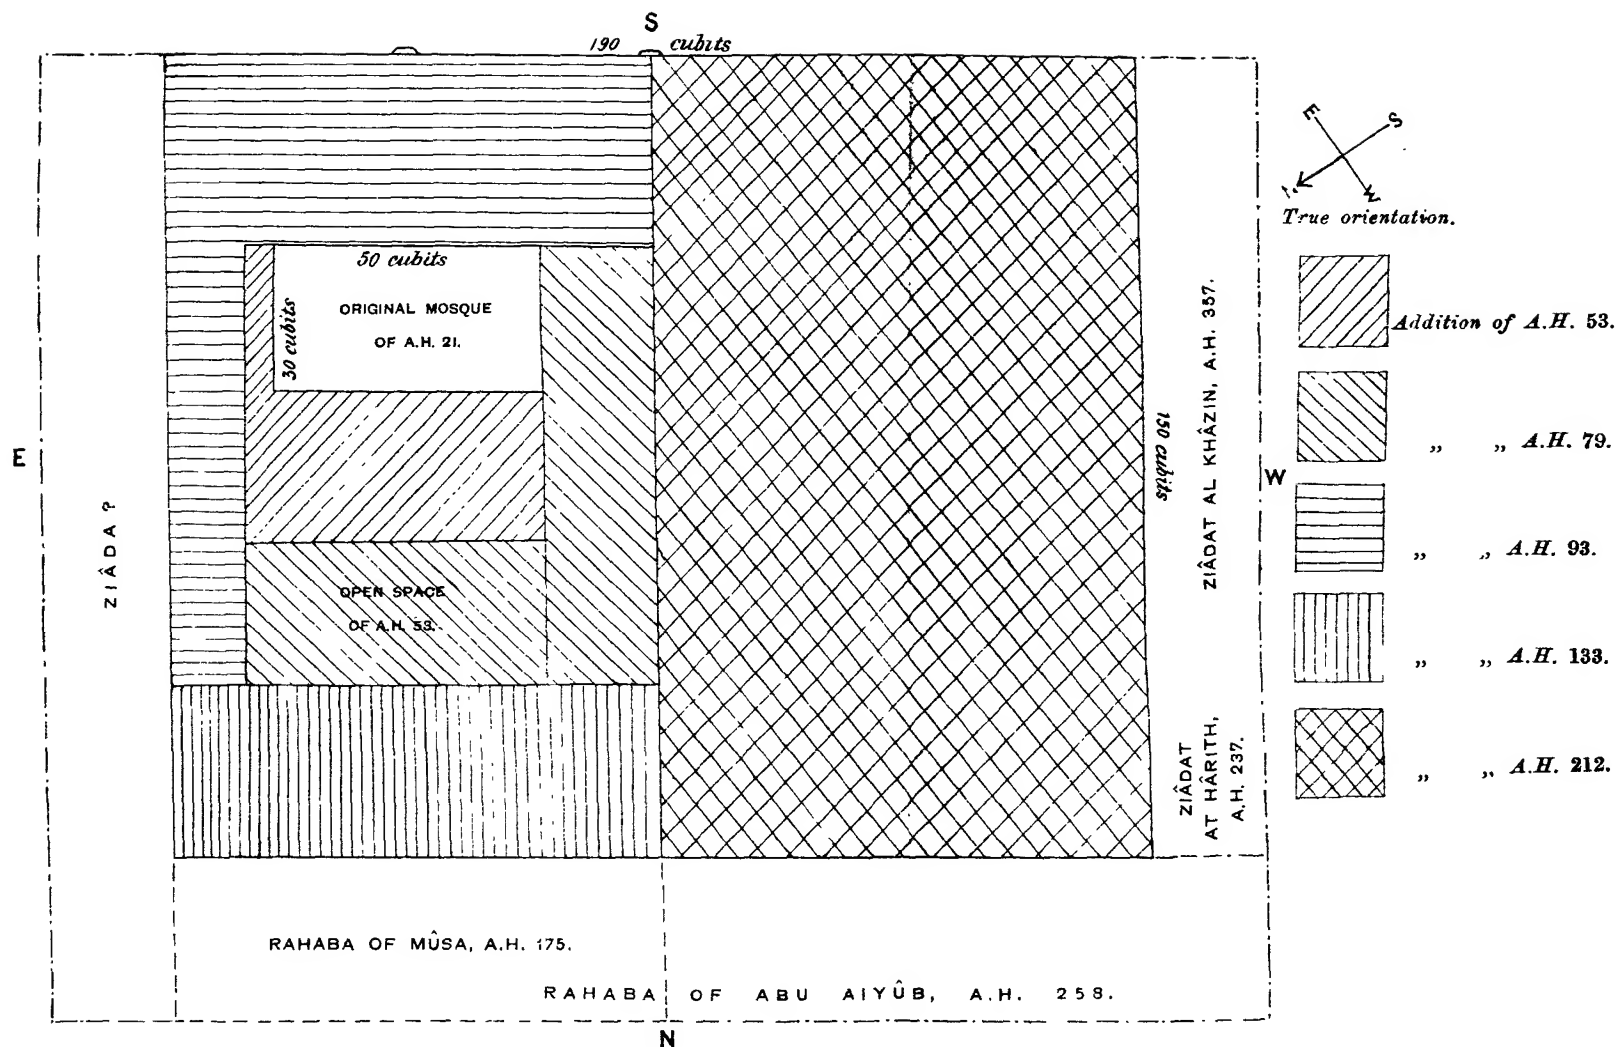 S
190 cubits
E
S
N
W
True orientation.
50 cubits
30 cubits
ORIGINAL MOSQUE
OF A.H. 21.
Addition of A.H. 53.
„ „ A.H. 79.
„ „ A.H. 93.
„ „ A.H. 133.
„ „ A.H. 212.
E
ZIÂDA ?
OPEN SPACE
OF A.H. 53.
150 cubits
ZIÂDAT AL KHÂZIN, A.H. 357.
W
ZIÂDAT
AT HÂRITH,
A.H. 237.
RAHABA OF MÛSA, A.H. 175.
RAHABA OF ABU AIYÛB, A.H. 258.
N